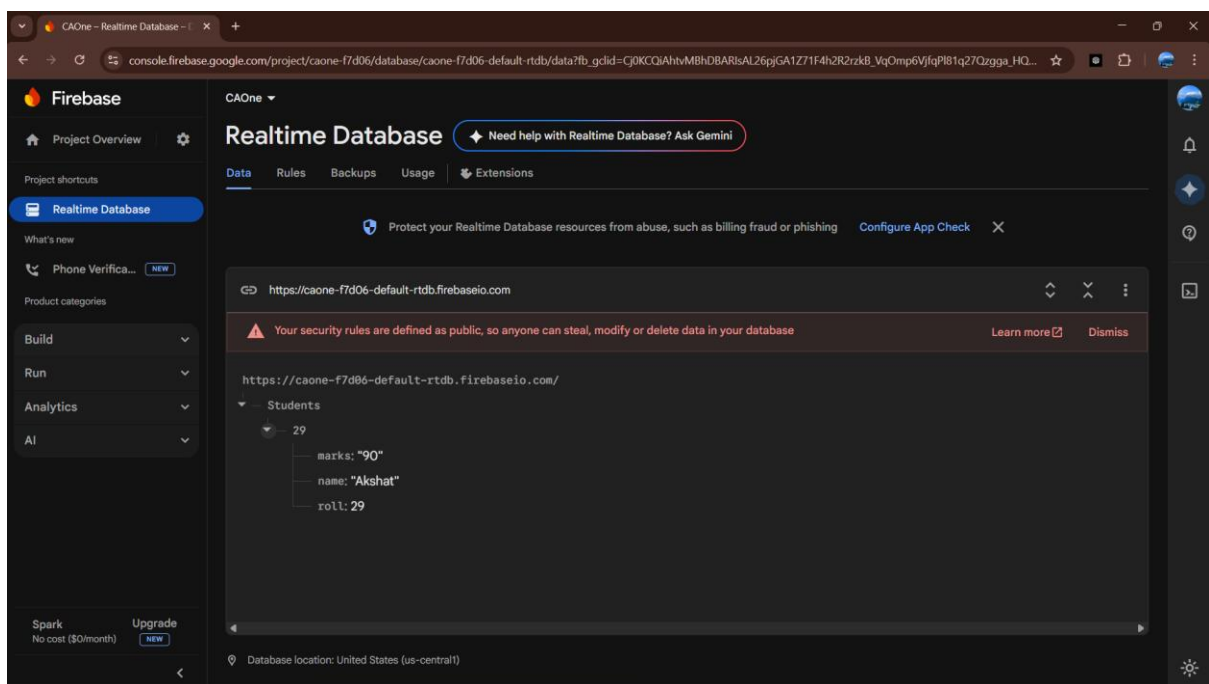 CAOne – Realtime Database –
console.firebase.google.com/project/caone-f7d06/database/caone-f7d06-default-rtdb/data?fb_gclid=Cj0KCQiAhtvMBhDBARIsAL26pjGA1Z71F4h2R2rzkB_VqOmp6VjfqPl81q27Qzgga_HQ...
Firebase
Project Overview
Project shortcuts
Realtime Database
What's new
Phone Verifica... NEW
Product categories
Build
Run
Analytics
AI
Spark
No cost ($0/month)
Upgrade
NEW
CAOne
Realtime Database
Need help with Realtime Database? Ask Gemini
Data Rules Backups Usage Extensions
Protect your Realtime Database resources from abuse, such as billing fraud or phishing Configure App Check
https://caone-f7d06-default-rtdb.firebaseio.com
Your security rules are defined as public, so anyone can steal, modify or delete data in your database Learn more Dismiss
https://caone-f7d06-default-rtdb.firebaseio.com/
Students
29
marks: "90"
name: "Akshat"
roll: 29
Database location: United States (us-central1)